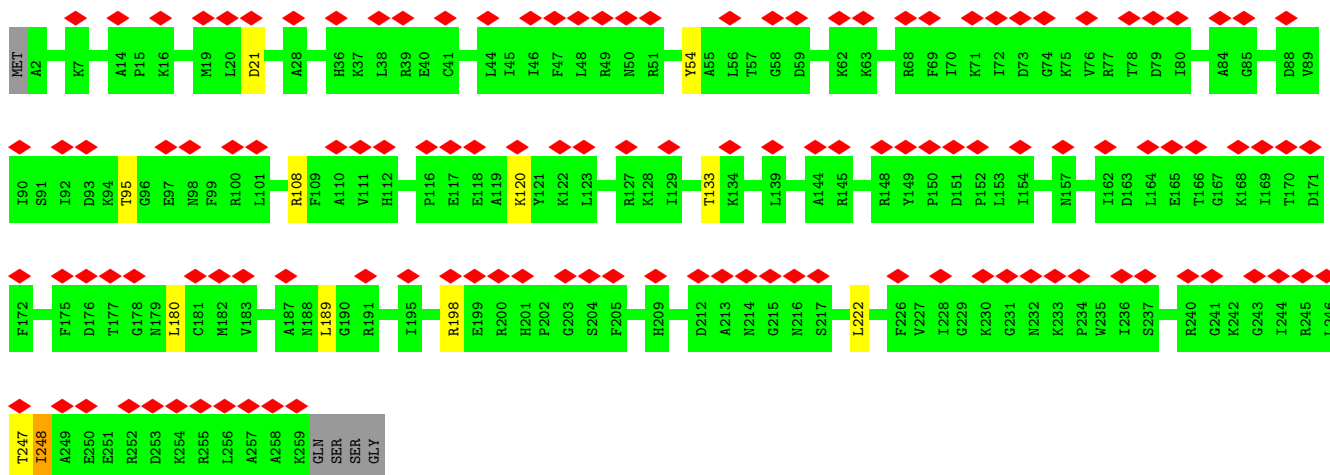 MET A2 K7 A14 P15 K16 M19 L20 D21 A28 H36 K37 L38 R39 E40 C41 L44 I45 I46 F47 L48 R49 N50 R51 Y54 A55 L56 T57 G58 D59 K62 K63 R68 F69 I70 K71 I72 D73 G74 K75 V76 R77 T78 D79 I80 A84 G85 D88 V89
I90 S91 I92 D93 K94 T95 G96 E97 N98 F99 R100 L101 R108 F109 A110 V111 H112 P116 E117 E118 A119 K120 Y121 K122 L123 R127 K128 I129 T133 K134 L139 A144 R145 R148 Y149 P150 D151 P152 L153 I154 N157 I162 D163 L164 E165 T166 G167 K168 I169 T170 D171
F172 F175 D176 T177 G178 N179 L180 C181 M182 V183 A187 N188 L189 G190 R191 I195 R198 E199 R200 H201 P202 G203 S204 F205 H209 D212 A213 N214 G215 N216 S217 L222 F226 V227 I228 G229 K230 G231 N232 K233 P234 W235 I236 S237 R240 G241 K242 G243 I244 R245
T247 I248 A249 E250 E251 R252 D253 K254 R255 L256 A257 A258 K259 GLN SER SER GLY